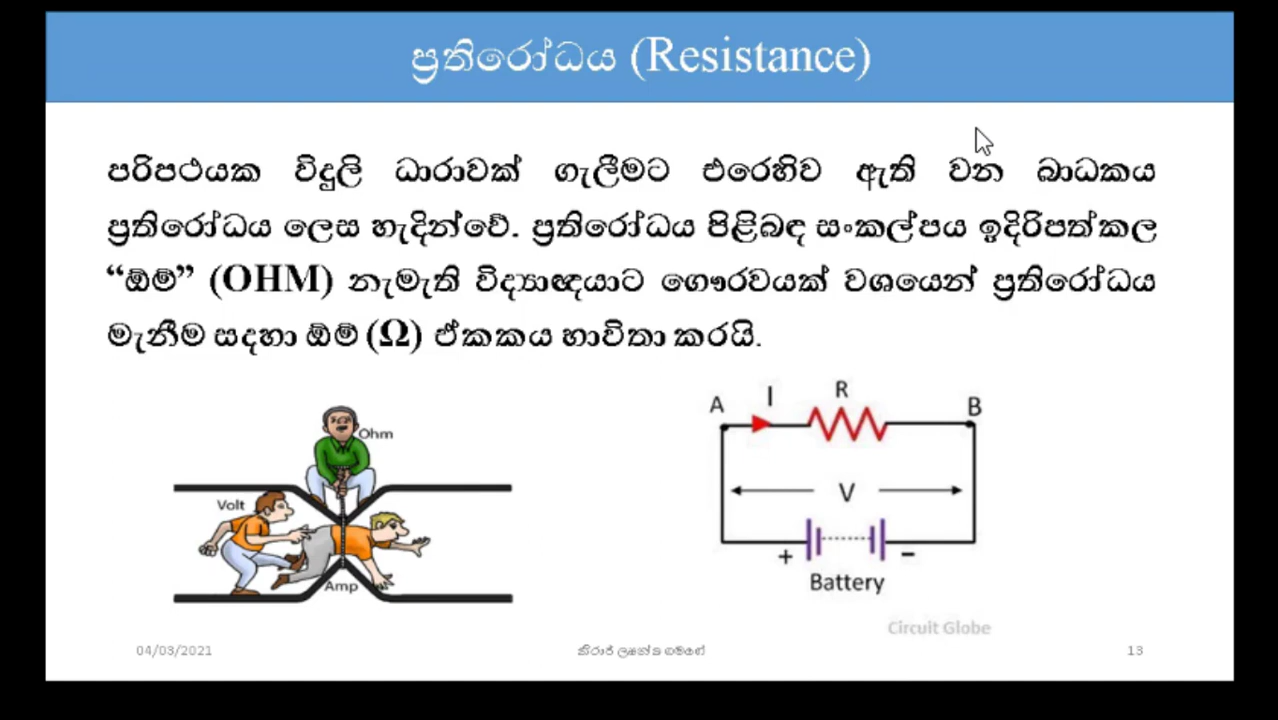 ප්‍රතිරෝධය (Resistance)
පරිපථයක විදුලි ධාරාවක් ගැලීමට එරෙහිව ඇති වන බාධකය
ප්‍රතිරෝධය ලෙස හැදින්වේ. ප්‍රතිරෝධය පිළිබඳ සංකල්පය ඉදිරිපත්කල
“ඕම්” (OHM) නැමැති විද්‍යාඥයාට ගෞරවයක් වශයෙන් ප්‍රතිරෝධය
මැනීම සදහා ඕම් (Ω) ඒකකය භාවිතා කරයි.
Ohm
Volt
Amp
A
I
R
B
V
+
-
Battery
Circuit Globe
04/03/2021
13